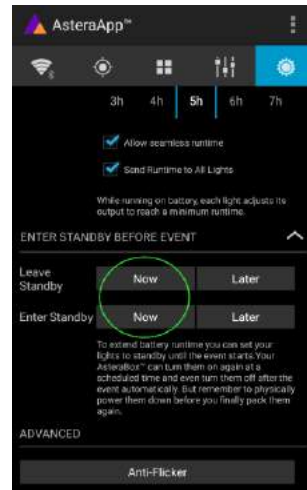 AsteraApp™
3h 4h 5h 6h 7h
Allow seamless runtime
Send Runtime to All Lights
While running on battery, each light adjusts its
output to reach a minimum runtime.
ENTER STANDBY BEFORE EVENT
Leave
Standby
Now
Later
Enter Standby
Now
Later
To extend battery runtime you can set your
lights to standby until the event starts. Your
AsteraBox™ can turn them on again at a
scheduled time and even turn them off after the
event automatically. But remember to physically
power them down before you finally pack them
again.
ADVANCED
Anti-Flicker